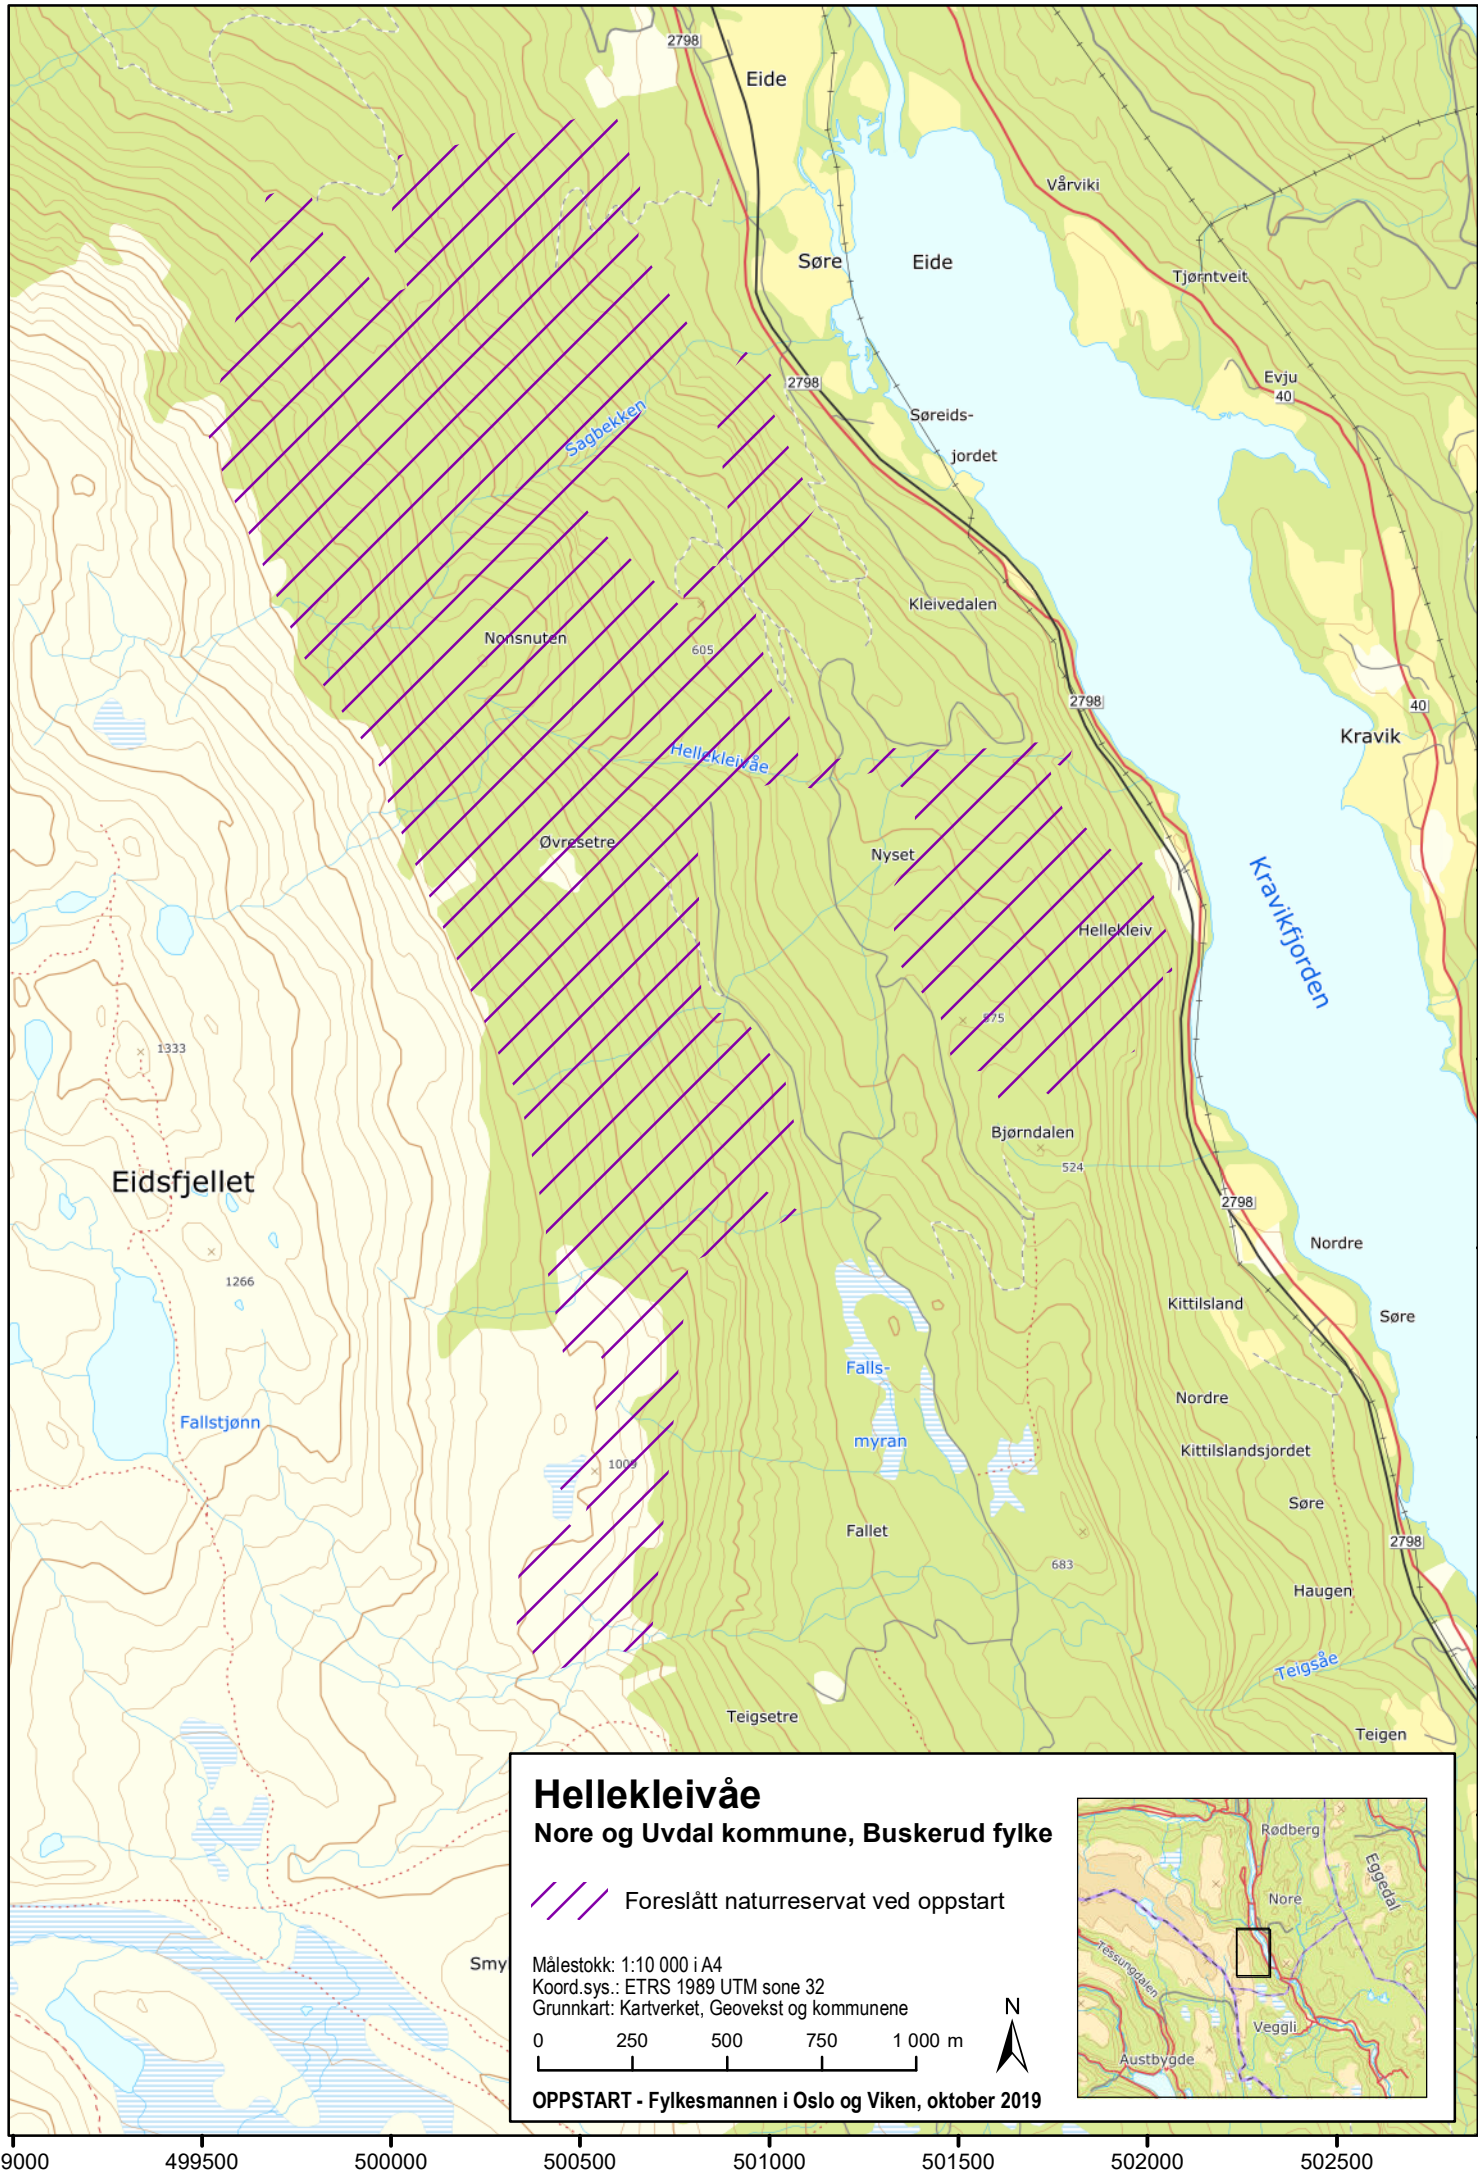 2798
Eide
Vårviki
Søre
Eide
Tjørntveit
2798
Evju
40
Søreids-
jordet
Sagbekken
Kleivedalen
Nonsnuten
605
2798
40
Kravik
Hellekleivåe
Øvresetre
Nyset
Kravikfjorden
Hellekleiv
675
1333
Bjørndalen
524
Eidsfjellet
2798
Nordre
1266
Kittilsland
Søre
Falls-
Nordre
Fallstjønn
myran
Kittilslandsjordet
1009
Søre
Fallet
2798
683
Haugen
Teigsåe
Teigsetre
Teigen
Hellekleivåe
Nore og Uvdal kommune, Buskerud fylke
Foreslått naturreservat ved oppstart
Smy
Målestokk: 1:10 000 i A4
Koord.sys.: ETRS 1989 UTM sone 32
Grunnkart: Kartverket, Geovekst og kommunene
N
0 250 500 750 1 000 m
OPPSTART - Fylkesmannen i Oslo og Viken, oktober 2019
Rødberg
Eggedal
Nore
Tessungdalen
Veggli
Austbygde
9000 499500 500000 500500 501000 501500 502000 502500